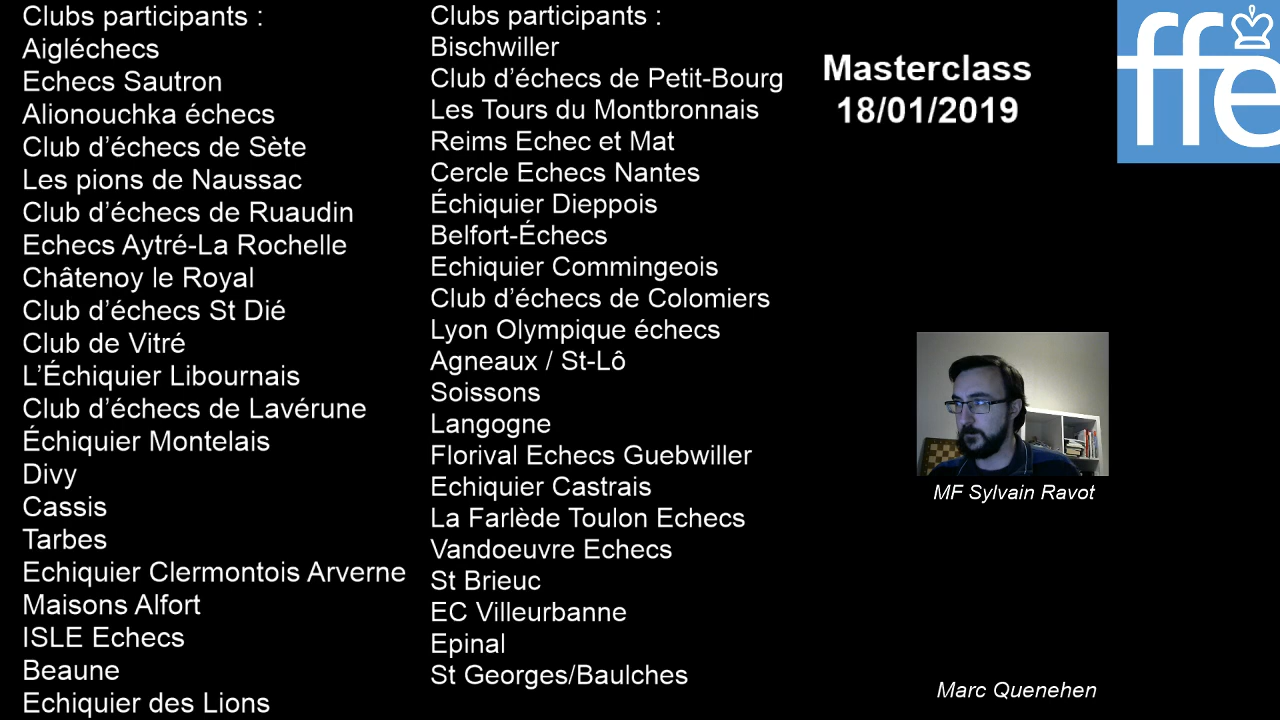 Clubs participants :
Aigléchecs
Echecs Sautron
Alionouchka échecs
Club d’échecs de Sète
Les pions de Naussac
Club d’échecs de Ruaudin
Echecs Aytré-La Rochelle
Châtenoy le Royal
Club d’échecs St Dié
Club de Vitré
L’Échiquier Libournais
Club d’échecs de Lavérune
Échiquier Montelais
Divy
Cassis
Tarbes
Echiquier Clermontois Arverne
Maisons Alfort
ISLE Echecs
Beaune
Echiquier des Lions
Clubs participants :
Bischwiller
Club d’échecs de Petit-Bourg
Les Tours du Montbronnais
Reims Echec et Mat
Cercle Echecs Nantes
Échiquier Dieppois
Belfort-Échecs
Echiquier Commingeois
Club d’échecs de Colomiers
Lyon Olympique échecs
Agneaux / St-Lô
Soissons
Langogne
Florival Echecs Guebwiller
Echiquier Castrais
La Farlède Toulon Echecs
Vandoeuvre Echecs
St Brieuc
EC Villeurbanne
Epinal
St Georges/Baulches
Masterclass
18/01/2019
ffe
MF Sylvain Ravot
Marc Quenehen